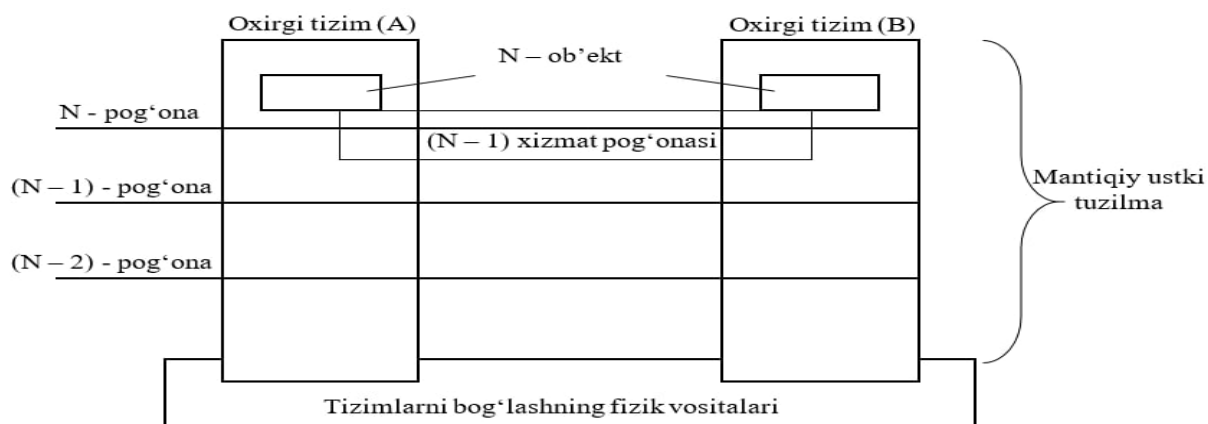 Oxirgi tizim (A)
Oxirgi tizim (B)
N – ob’ekt
N - pog‘ona
(N – 1) xizmat pog‘onasi
(N – 1) - pog‘ona
Mantiqiy ustki
tuzilma
(N – 2) - pog‘ona
Tizimlarni bog‘lashning fizik vositalari